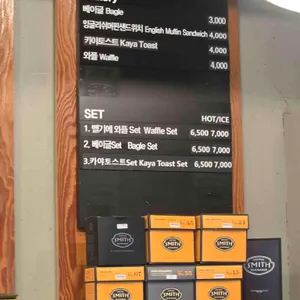 베이글 Bagle 3,000
잉글리쉬머핀샌드위치 English Muffin Sandwich 4,000
카야토스트 Kaya Toast 4,000
와플 Waffle 4,000
SET HOT/ICE
1. 벨기에 와플 Set Waffle Set 6,500 7,000
2. 베이글Set Bagle Set 6,500 7,000
3.카야토스트Set Kaya Toast Set 6,500 7,000
SMITH
SMITH
SMITH
SMITH